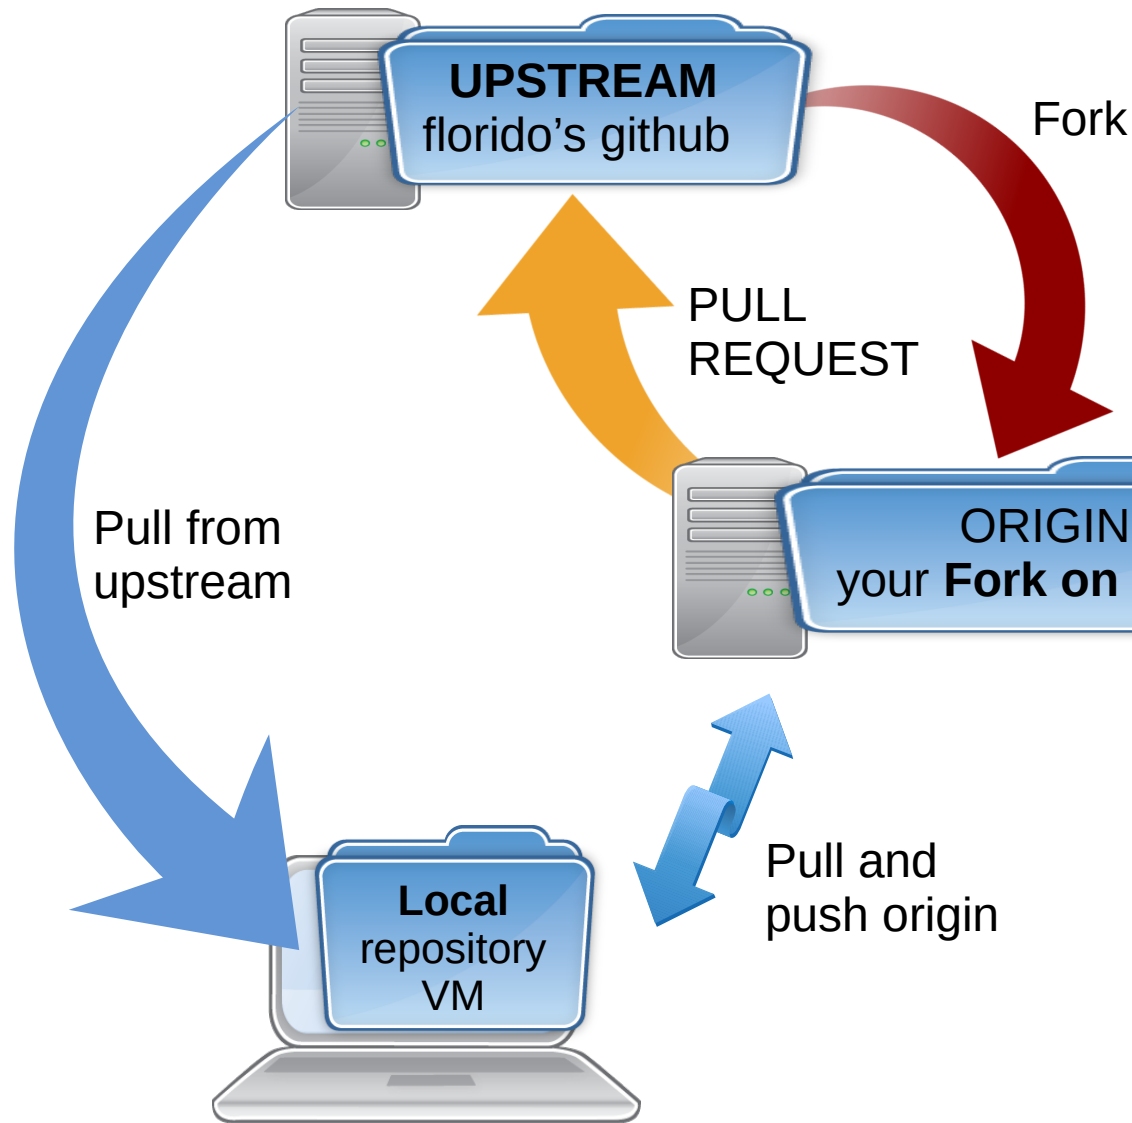 UPSTREAM
florido’s github
Fork
PULL
REQUEST
ORIGIN
your Fork on
Pull from
upstream
Pull and
push origin
Local
repository
VM